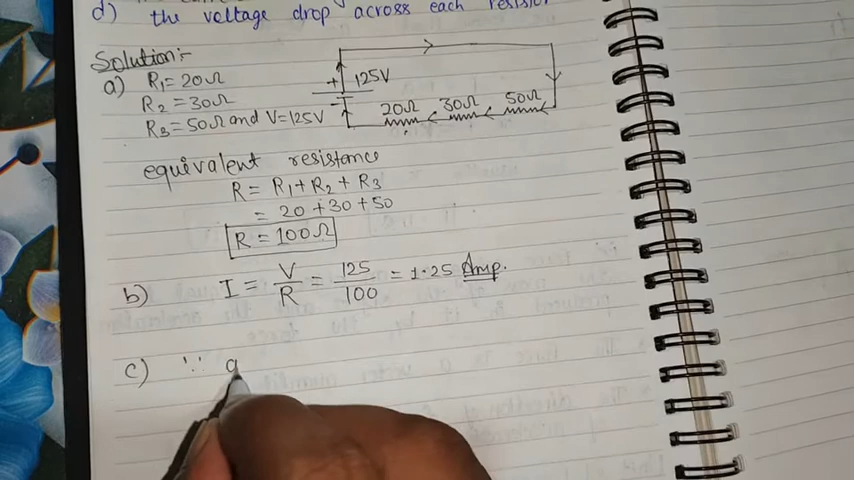 d) the voltage drop across each resistor
Solution:-
a) R₁ = 20Ω
R₂ = 30Ω
R₃ = 50Ω and V = 125V
+ 125V
-
20Ω 30Ω 50Ω
equivalent resistance
R = R₁ + R₂ + R₃
= 20 + 30 + 50
R = 100Ω
b) I = V/R = 125/100 = 1.25 Amp.
c) ∵ a